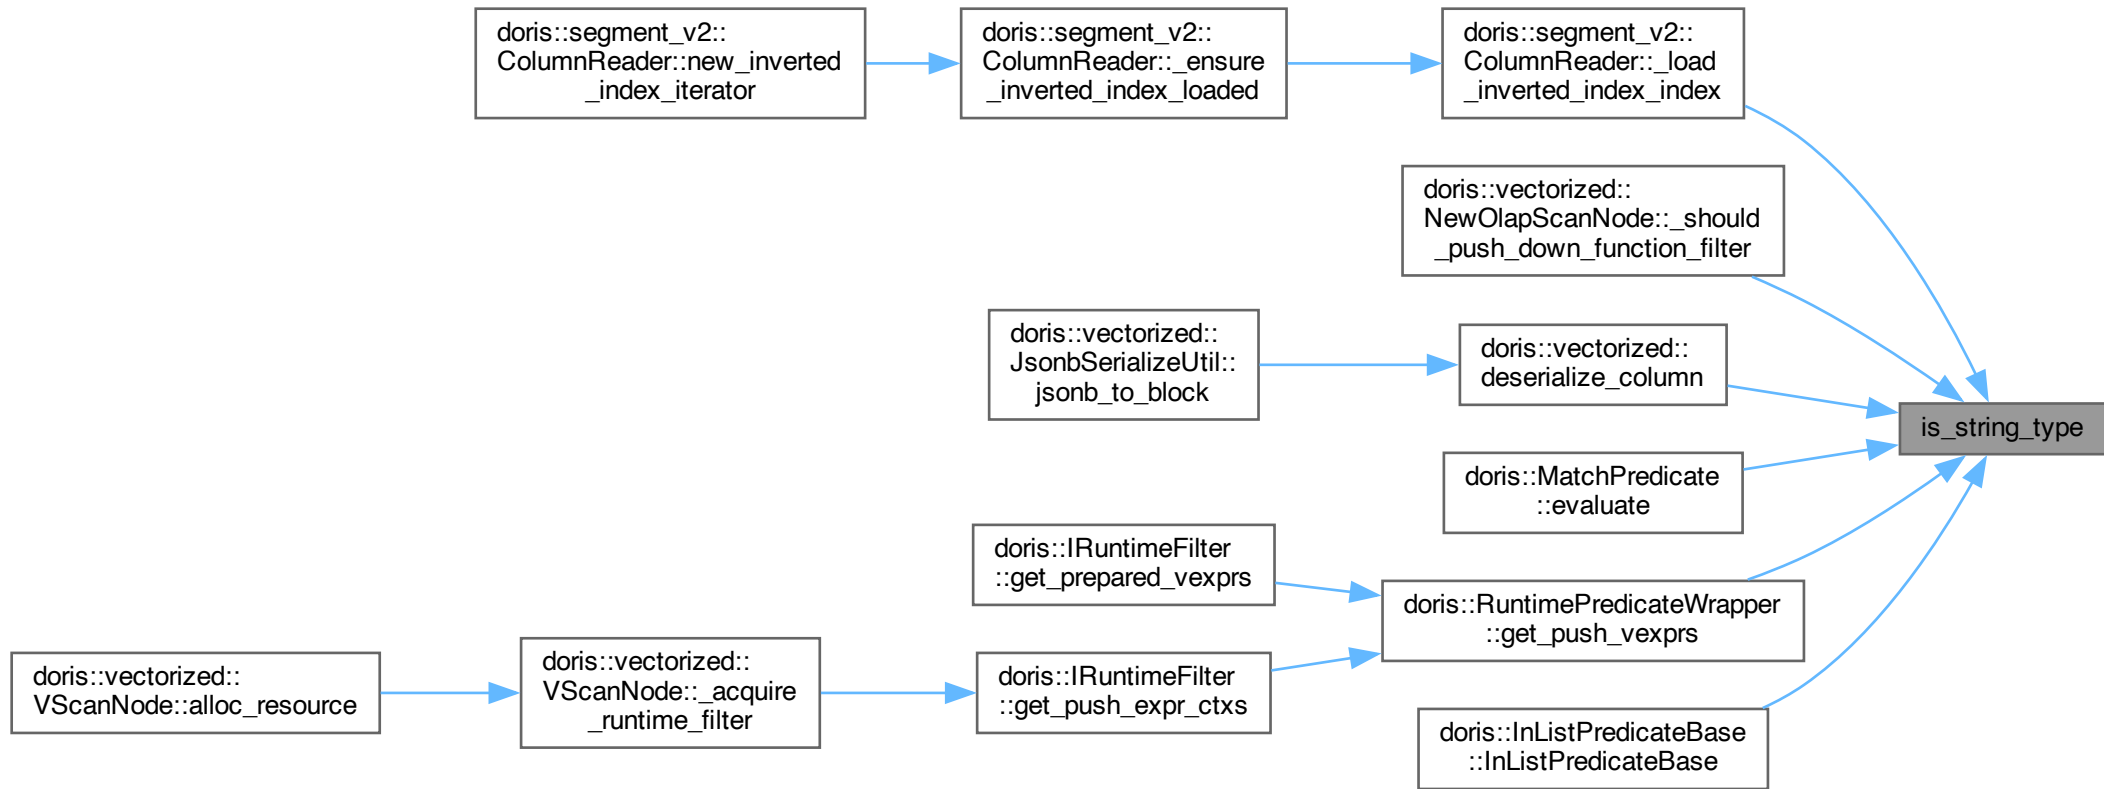 doris::segment_v2::
ColumnReader::new_inverted
_index_iterator
doris::segment_v2::
ColumnReader::_ensure
_inverted_index_loaded
doris::segment_v2::
ColumnReader::_load
_inverted_index_index
doris::vectorized::
NewOlapScanNode::_should
_push_down_function_filter
doris::vectorized::
JsonbSerializeUtil::
jsonb_to_block
doris::vectorized::
deserialize_column
is_string_type
doris::MatchPredicate
::evaluate
doris::IRuntimeFilter
::get_prepared_vexprs
doris::RuntimePredicateWrapper
::get_push_vexprs
doris::vectorized::
VScanNode::alloc_resource
doris::vectorized::
VScanNode::_acquire
_runtime_filter
doris::IRuntimeFilter
::get_push_expr_ctxs
doris::InListPredicateBase
::InListPredicateBase